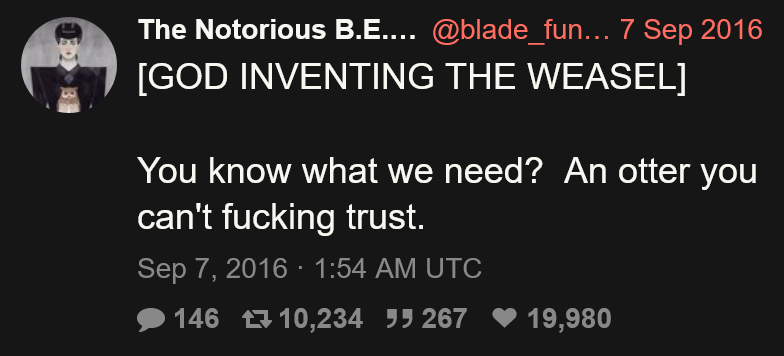 The Notorious B.E.... @blade_fun... 7 Sep 2016
[GOD INVENTING THE WEASEL]
You know what we need?  An otter you
can't fucking trust.
Sep 7, 2016 · 1:54 AM UTC
146 10,234 267 19,980